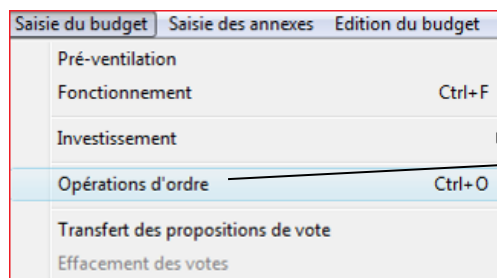 Saisie du budget Saisie des annexes Edition du budget
Pré-ventilation
Fonctionnement Ctrl+F
Investissement
Opérations d'ordre Ctrl+O
Transfert des propositions de vote
Effacement des votes